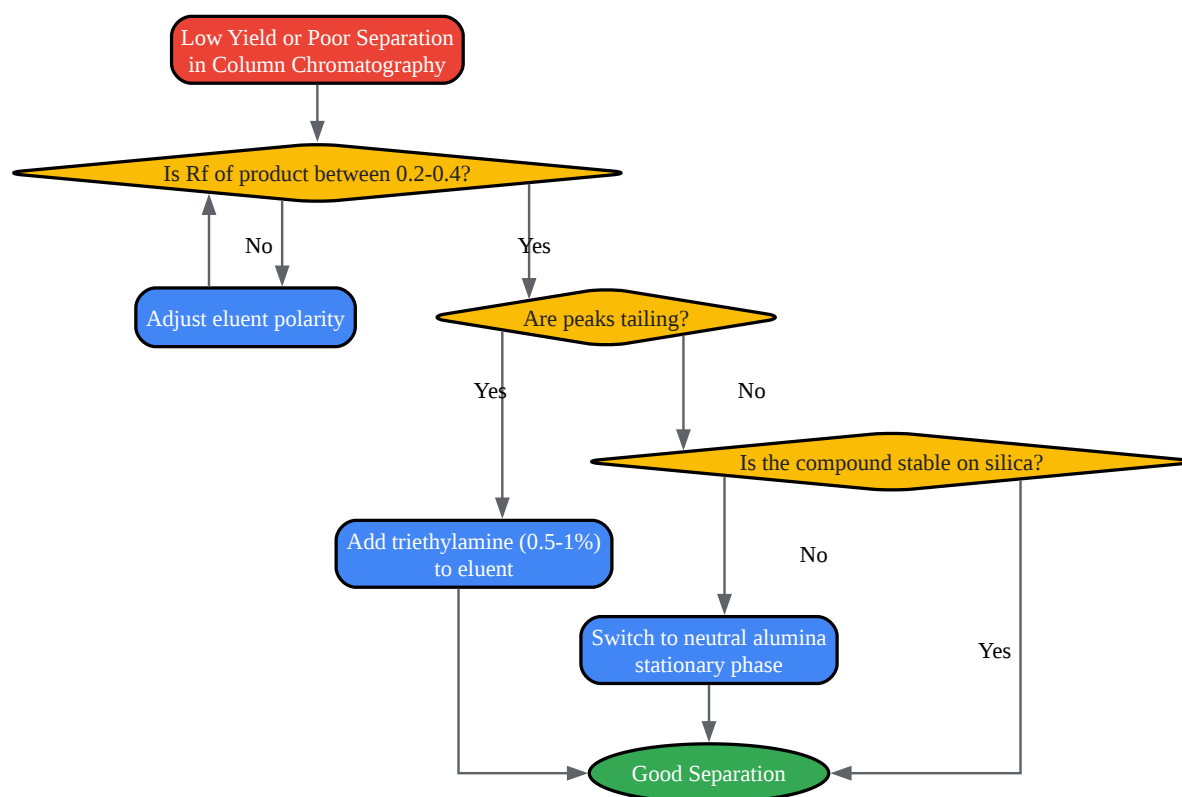 Low Yield or Poor Separation
in Column Chromatography
Is Rf of product between 0.2-0.4?
No
Yes
Adjust eluent polarity
Are peaks tailing?
Yes
No
Is the compound stable on silica?
Add triethylamine (0.5-1%)
to eluent
No
Switch to neutral alumina
stationary phase
Yes
Good Separation